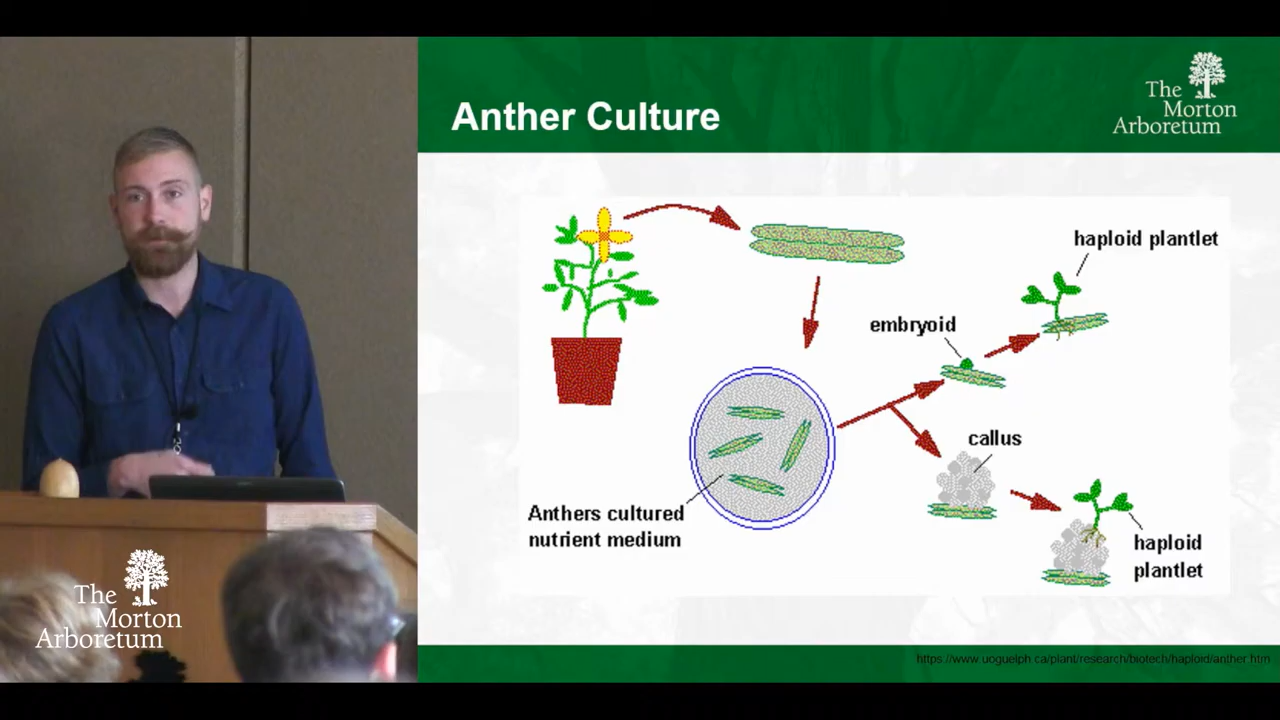 Anther Culture
The
Morton
Arboretum
haploid plantlet
embryoid
callus
Anthers cultured
nutrient medium
haploid
plantlet
The
Morton
Arboretum
https://www.uoguelph.ca/plant/research/biotech/haploid/anther.htm